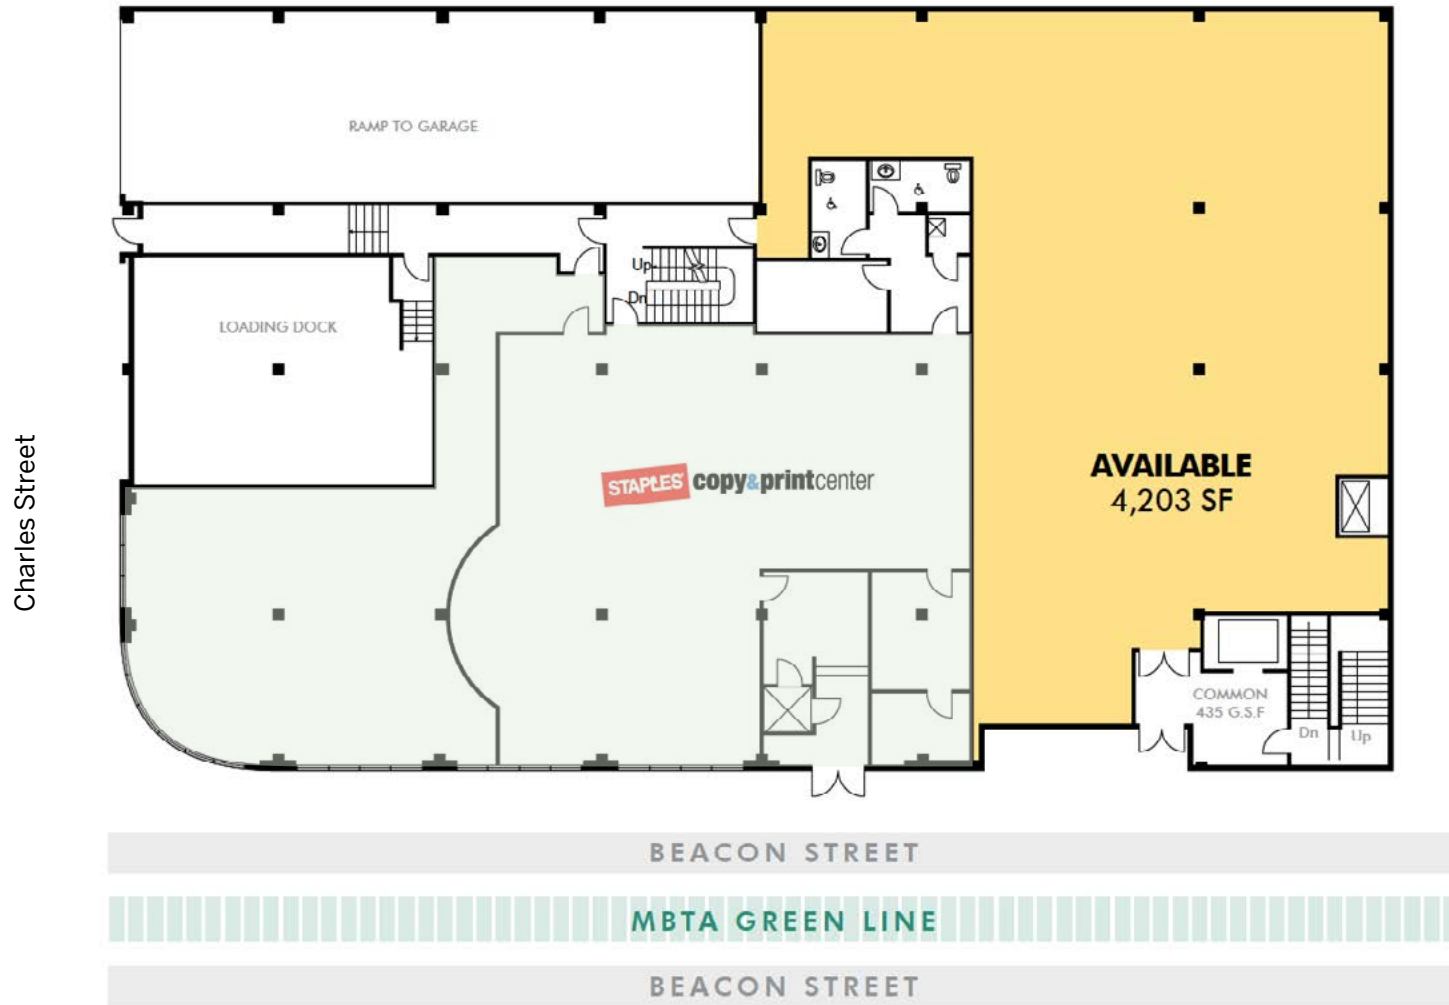 RAMP TO GARAGE
Up
Dn
LOADING DOCK
Charles Street
STAPLES copy&printcenter
AVAILABLE
4,203 SF
COMMON
435 G.S.F
Dn
Up
BEACON STREET
MBTA GREEN LINE
BEACON STREET